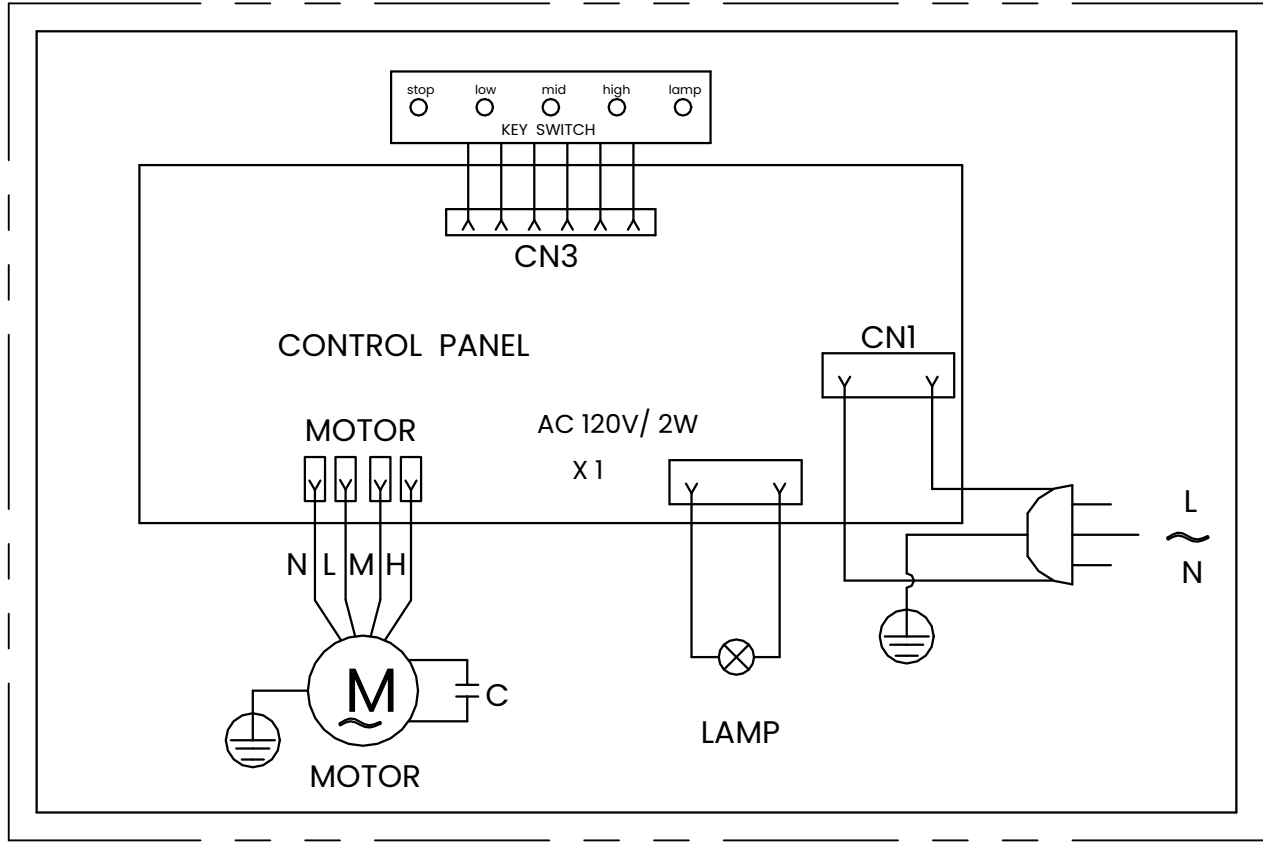 stop low mid high lamp
KEY SWITCH
CN3
CONTROL PANEL
CN1
AC 120V/ 2W
MOTOR
X 1
L
N L M H
N
M
C
LAMP
MOTOR